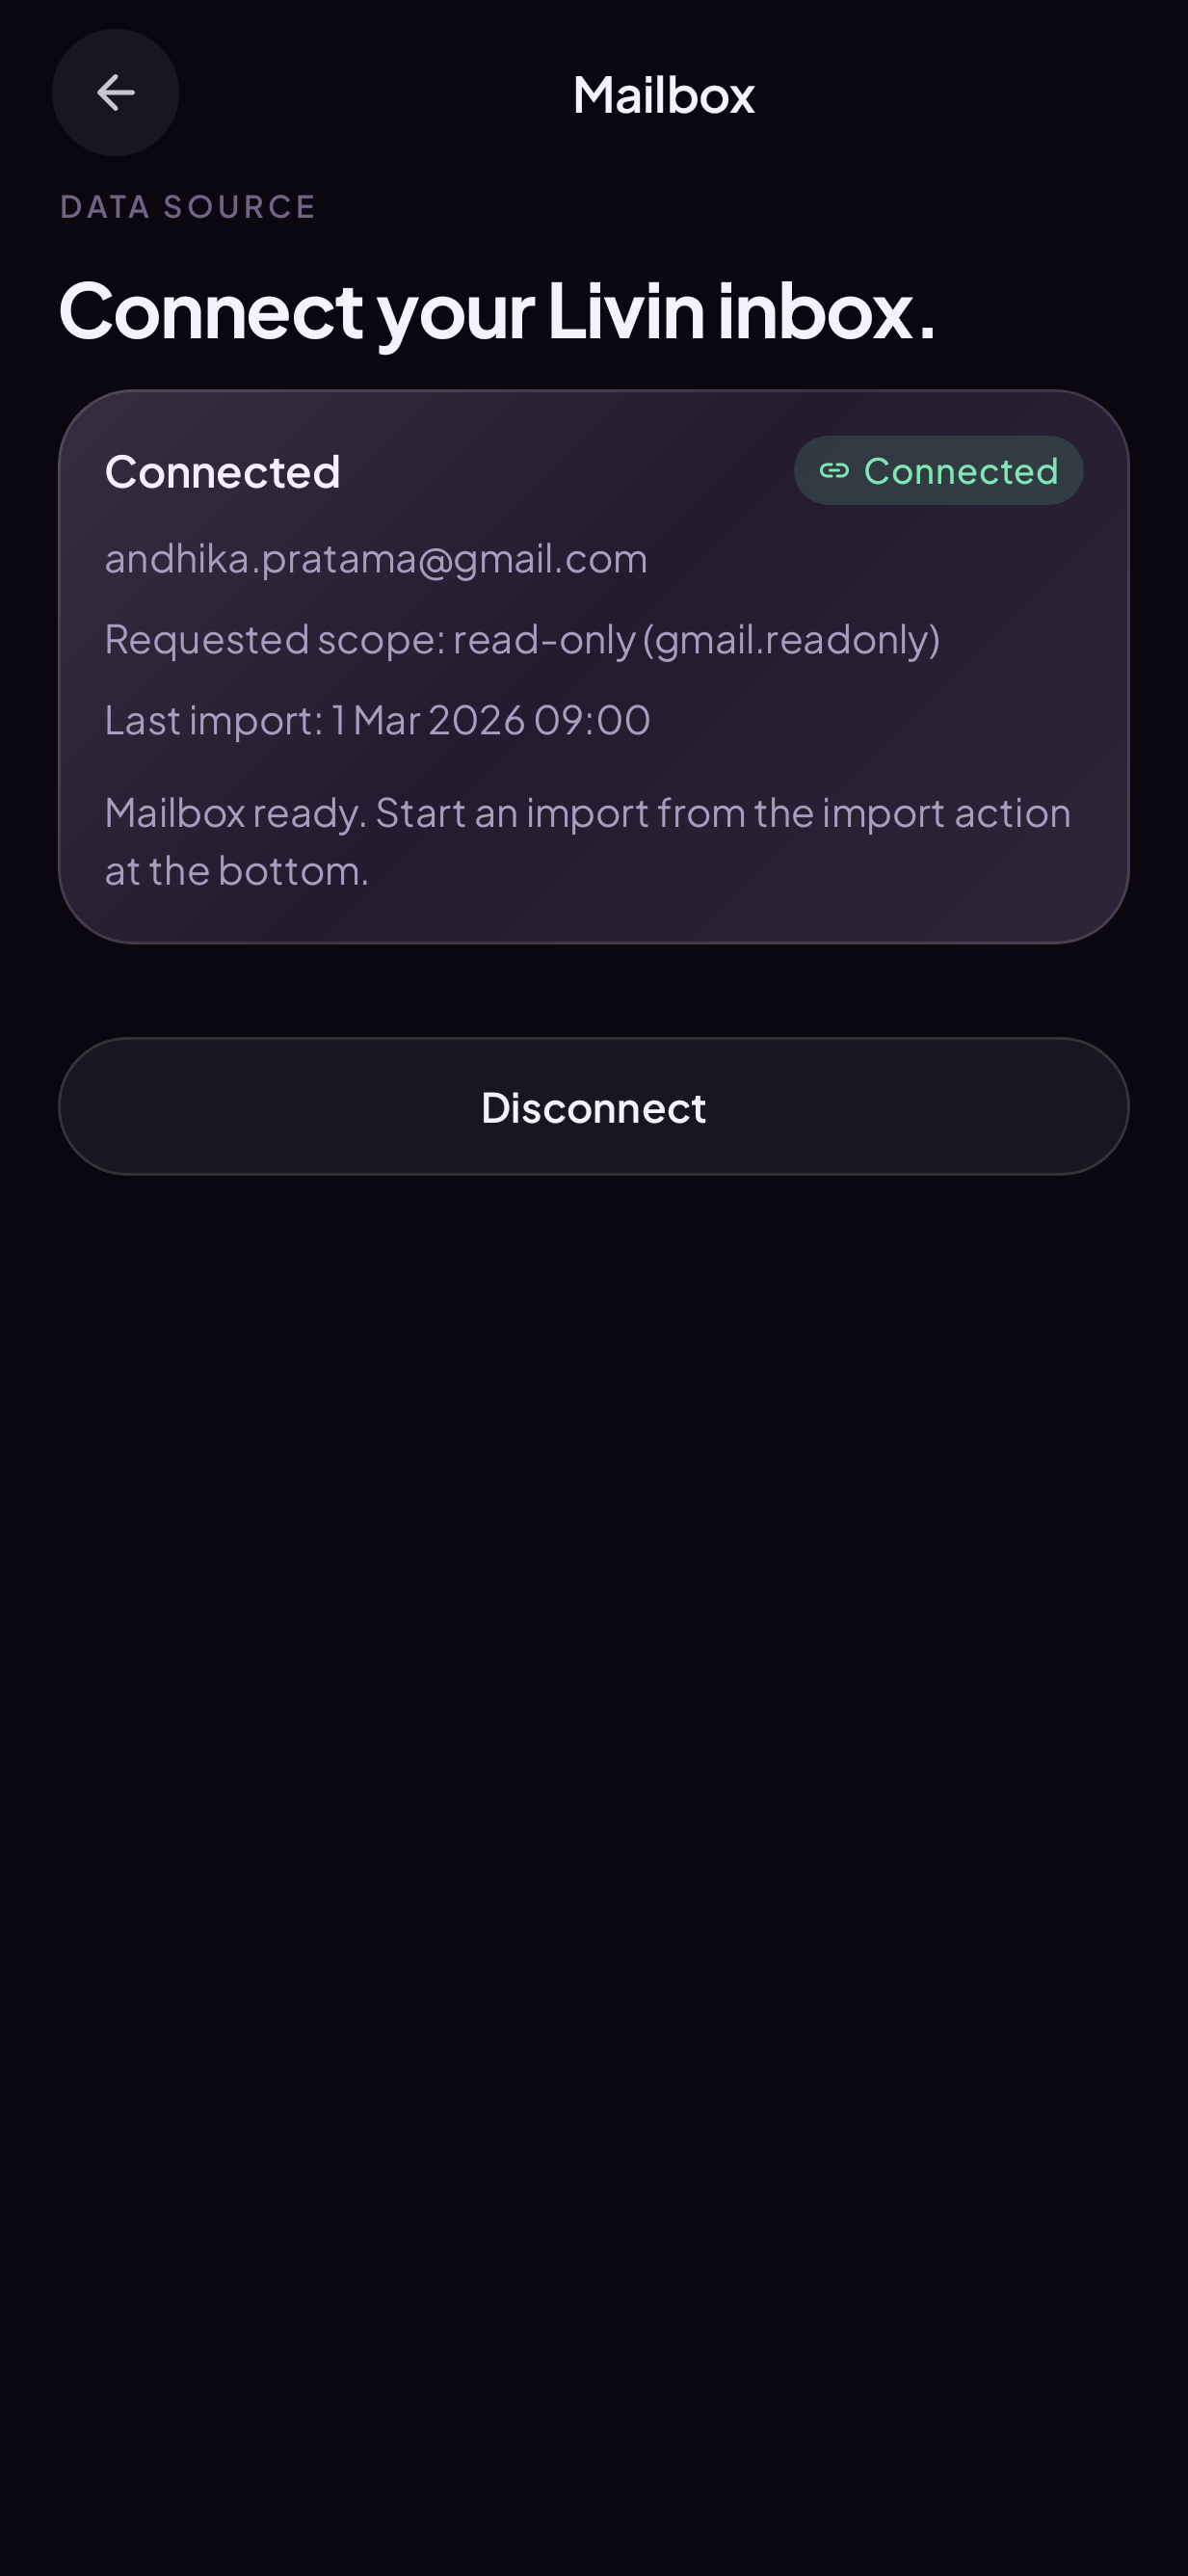 Mailbox
DATA SOURCE
Connect your Livin inbox.
Connected
Connected
andhika.pratama@gmail.com
Requested scope: read-only (gmail.readonly)
Last import: 1 Mar 2026 09:00
Mailbox ready. Start an import from the import action
at the bottom.
Disconnect